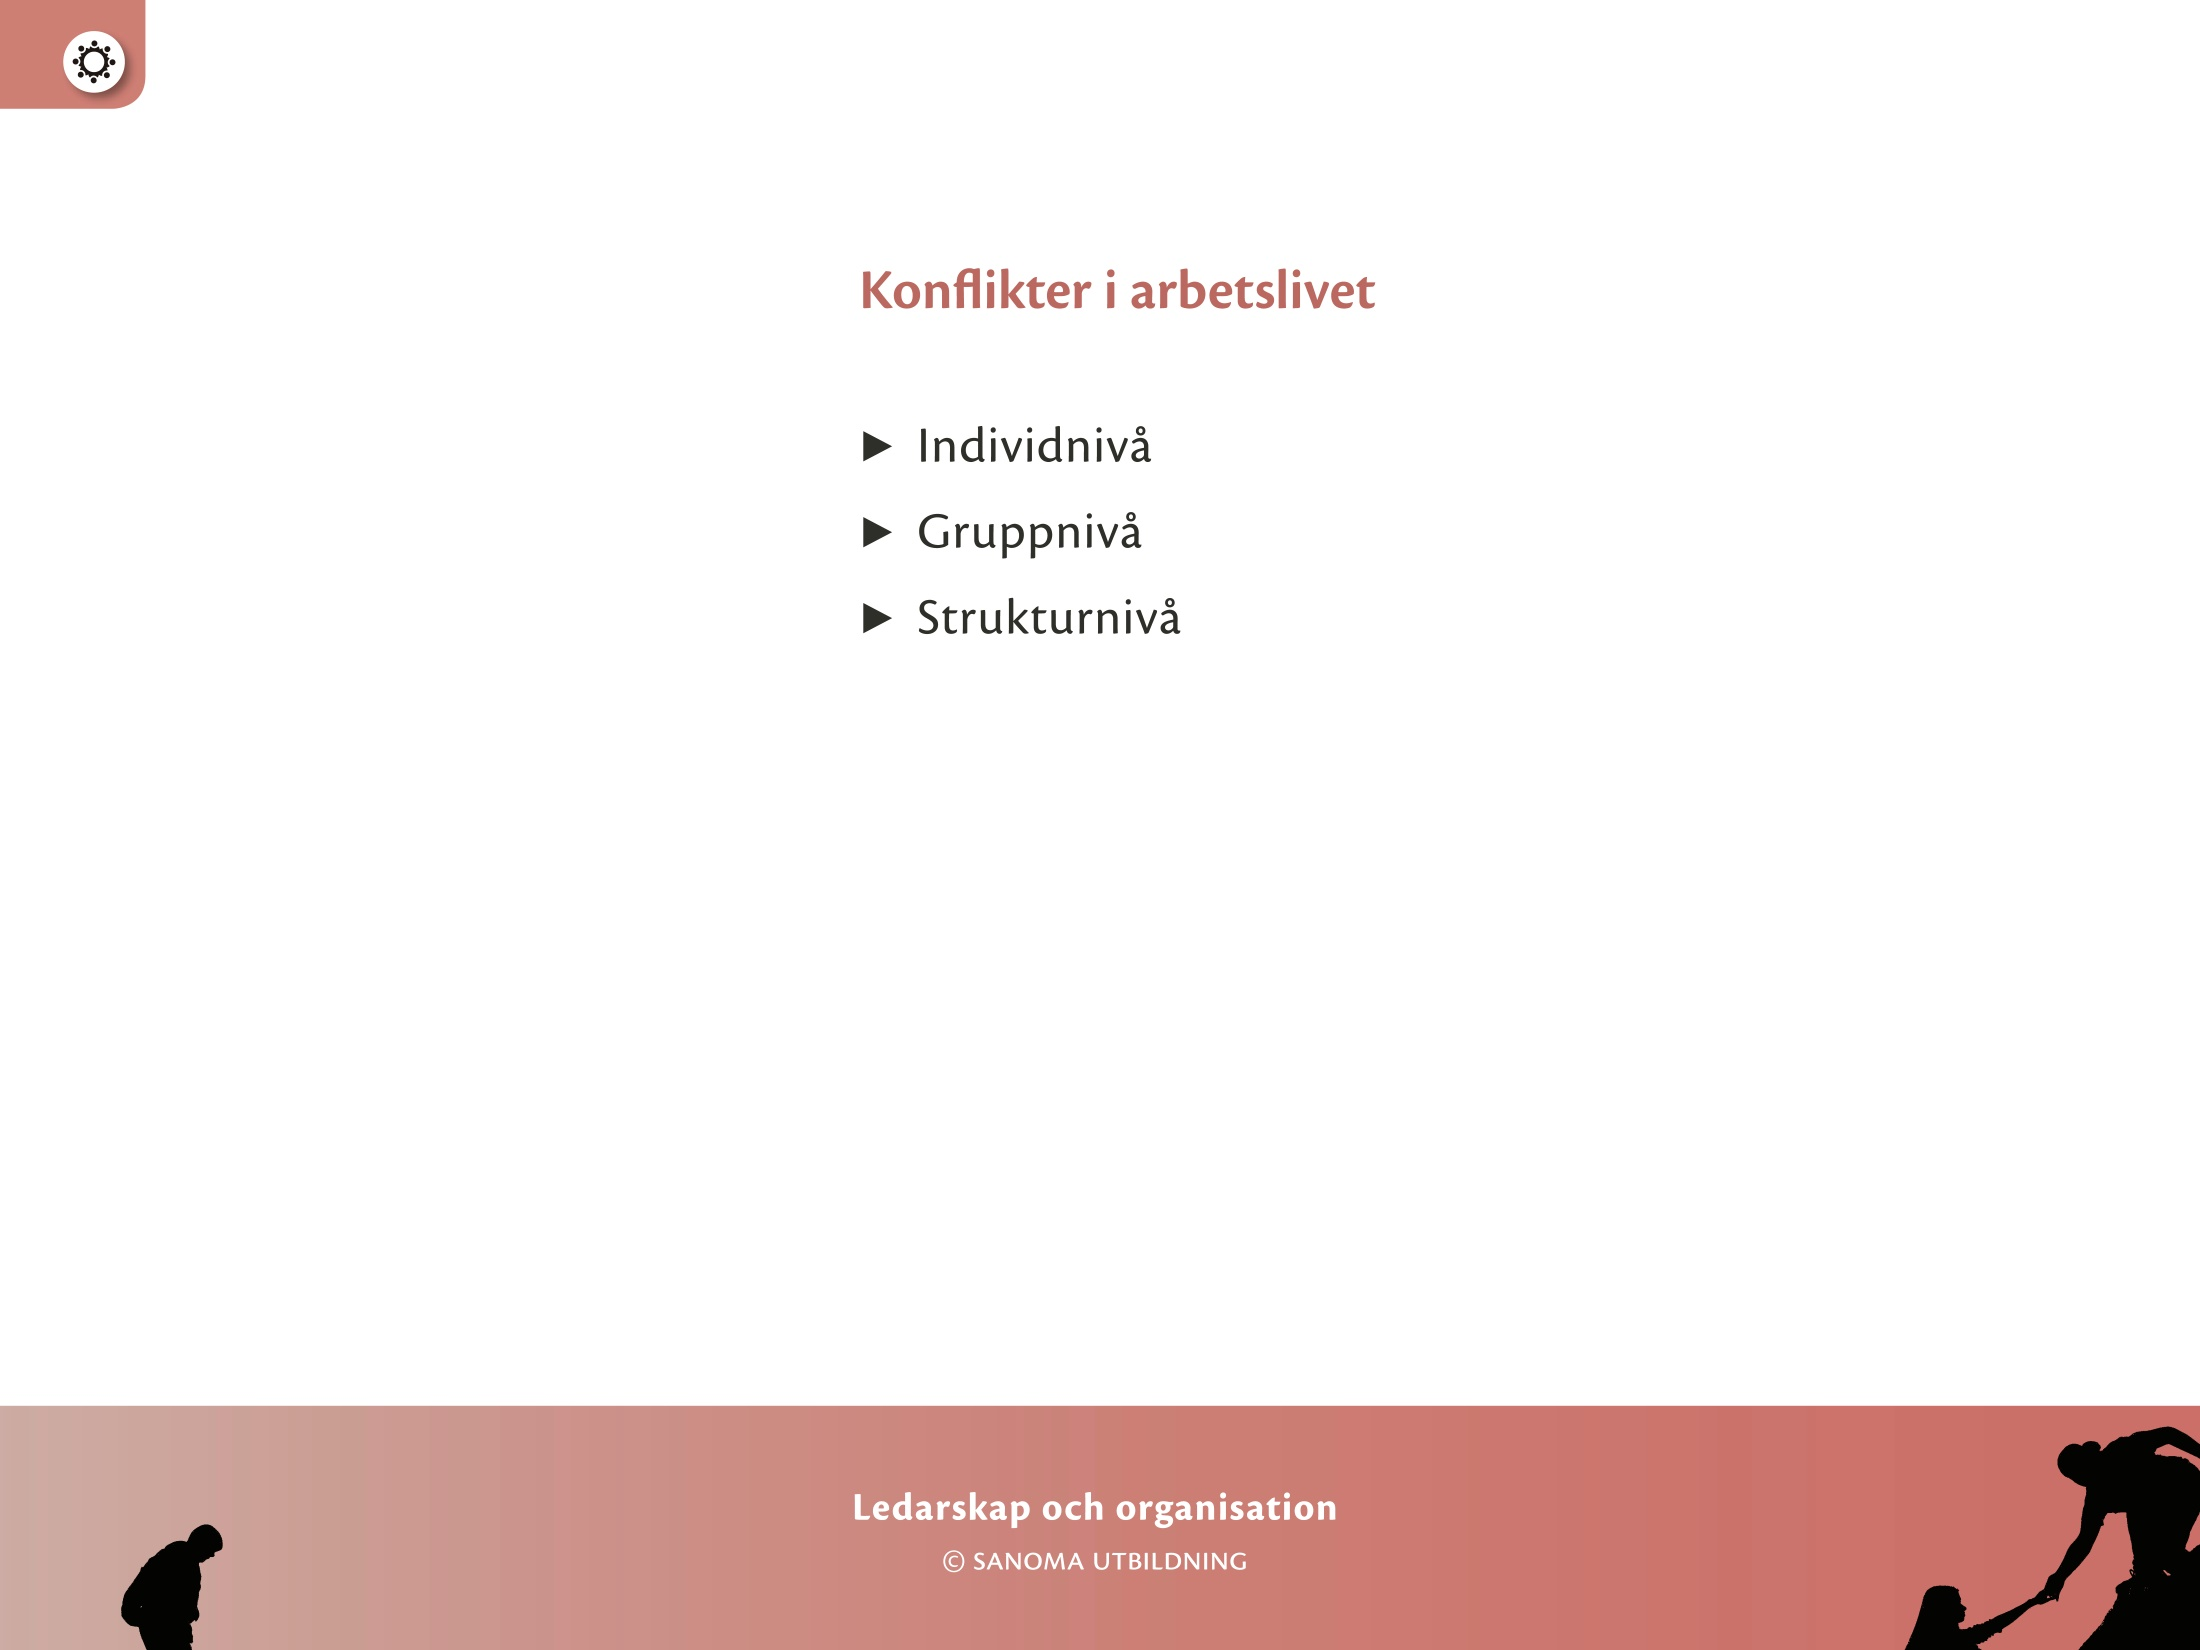 Konflikter i arbetslivet
► Individnivå
► Gruppnivå
► Strukturnivå
Ledarskap och organisation
© SANOMA UTBILDNING